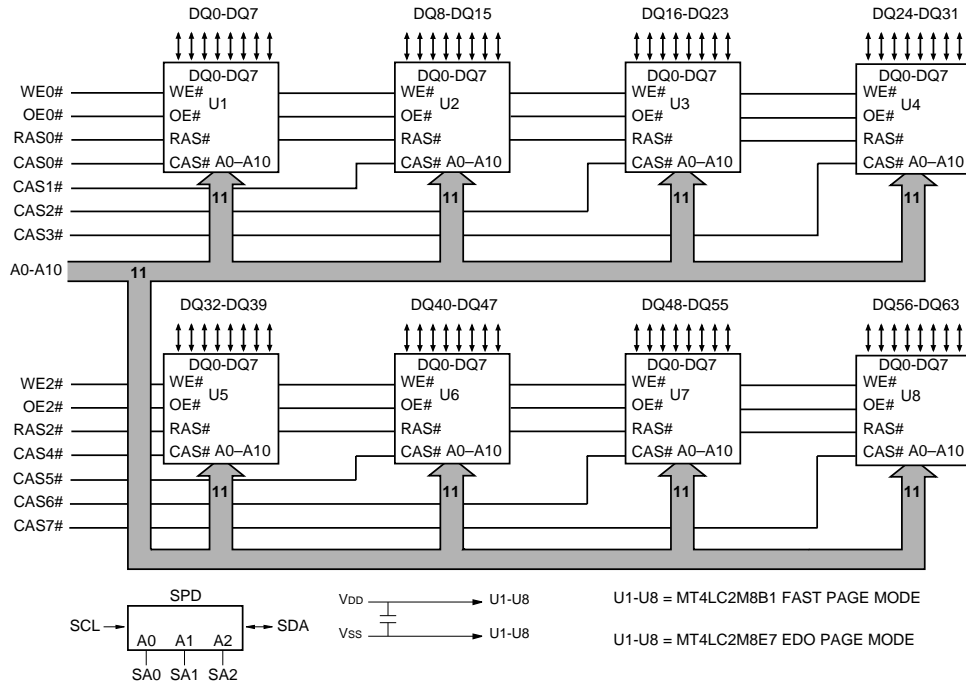 DQ0-DQ7 DQ8-DQ15 DQ16-DQ23 DQ24-DQ31
DQ0-DQ7 DQ0-DQ7 DQ0-DQ7 DQ0-DQ7
WE0# WE# WE# WE# WE#
U1 U2 U3 U4
OE0# OE# OE# OE# OE#
RAS0# RAS# RAS# RAS# RAS#
CAS0# CAS# A0–A10 CAS# A0–A10 CAS# A0–A10 CAS# A0–A10
CAS1#
11 11 11 11
CAS2#
CAS3#
A0-A10 11
DQ32-DQ39 DQ40-DQ47 DQ48-DQ55 DQ56-DQ63
DQ0-DQ7 DQ0-DQ7 DQ0-DQ7 DQ0-DQ7
WE2# WE# WE# WE# WE#
U5 U6 U7 U8
OE2# OE# OE# OE# OE#
RAS2# RAS# RAS# RAS# RAS#
CAS4# CAS# A0–A10 CAS# A0–A10 CAS# A0–A10 CAS# A0–A10
CAS5#
11 11 11 11
CAS6#
CAS7#
SPD VDD U1-U8 U1-U8 = MT4LC2M8B1 FAST PAGE MODE
SCL SDA
A0 A1 A2 VSS U1-U8 U1-U8 = MT4LC2M8E7 EDO PAGE MODE
SA0 SA1 SA2